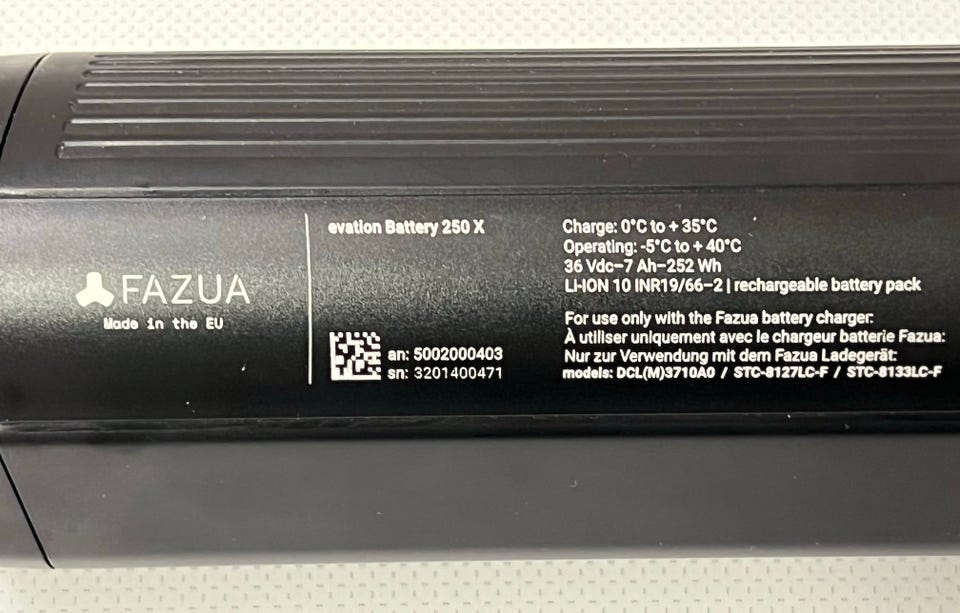 FAZUA
Made in the EU
evation Battery 250 X
an: 5002000403
sn: 3201400471
Charge: 0°C to + 35°C
Operating: -5°C to + 40°C
36 Vdc–7 Ah–252 Wh
LI-ION 10 INR19/66–2 | rechargeable battery pack
For use only with the Fazua battery charger:
À utiliser uniquement avec le chargeur batterie Fazua:
Nur zur Verwendung mit dem Fazua Ladegerät:
models: DCL(M)3710A0 / STC-8127LC-F / STC-8133LC-F